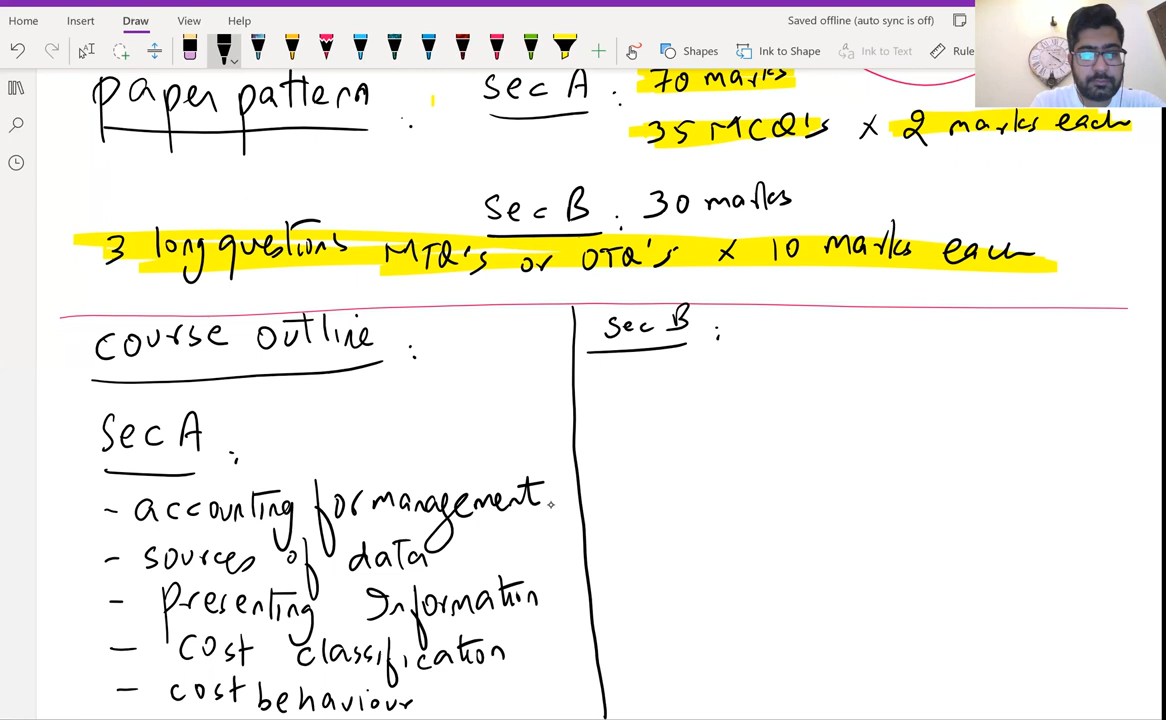 Home Insert Draw View Help
Saved offline (auto sync is off)
Shapes Ink to Shape Ink to Text Rule
paper pattern . sec A : 70 marks
35 MCQ's x 2 marks each
sec B : 30 marks
3 long questions MTQ's or OTQ's x 10 marks each
course outline :
sec B :
Sec A :
- accounting for management
- sources of data
- Presenting Information
- cost classification
- cost behaviour